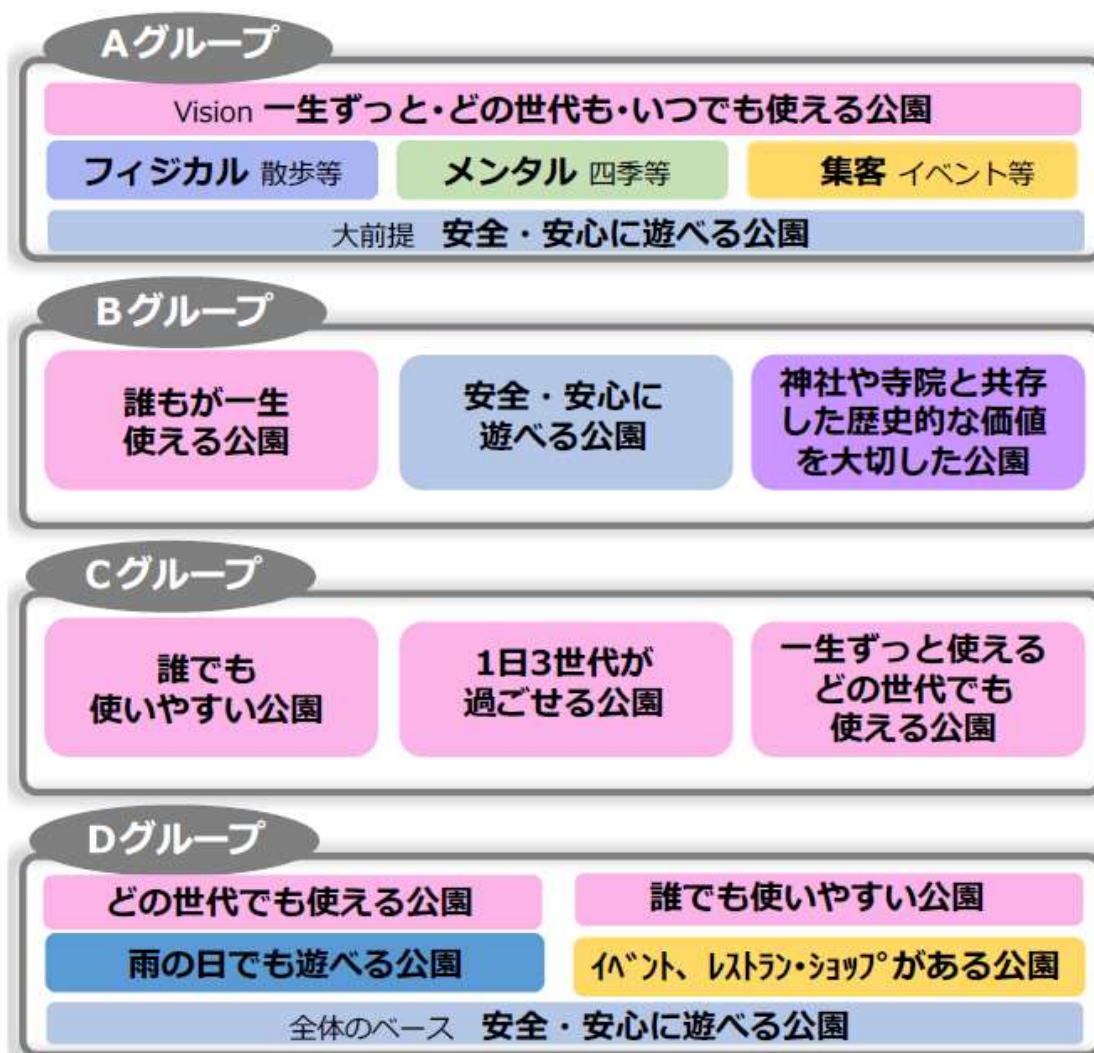 Aグループ
Vision 一生ずっと・どの世代も・いつでも使える公園
フィジカル 散歩等
メンタル 四季等
集客 イベント等
大前提 安全・安心に遊べる公園
Bグループ
誰もが一生
使える公園
安全・安心に
遊べる公園
神社や寺院と共存
した歴史的な価値
を大切した公園
Cグループ
誰でも
使いやすい公園
1日3世代が
過ごせる公園
一生ずっと使える
どの世代でも
使える公園
Dグループ
どの世代でも使える公園
誰でも使いやすい公園
雨の日でも遊べる公園
ｲﾍﾞﾝﾄ、ﾚｽﾄﾗﾝ・ｼｮｯﾌﾟがある公園
全体のベース 安全・安心に遊べる公園